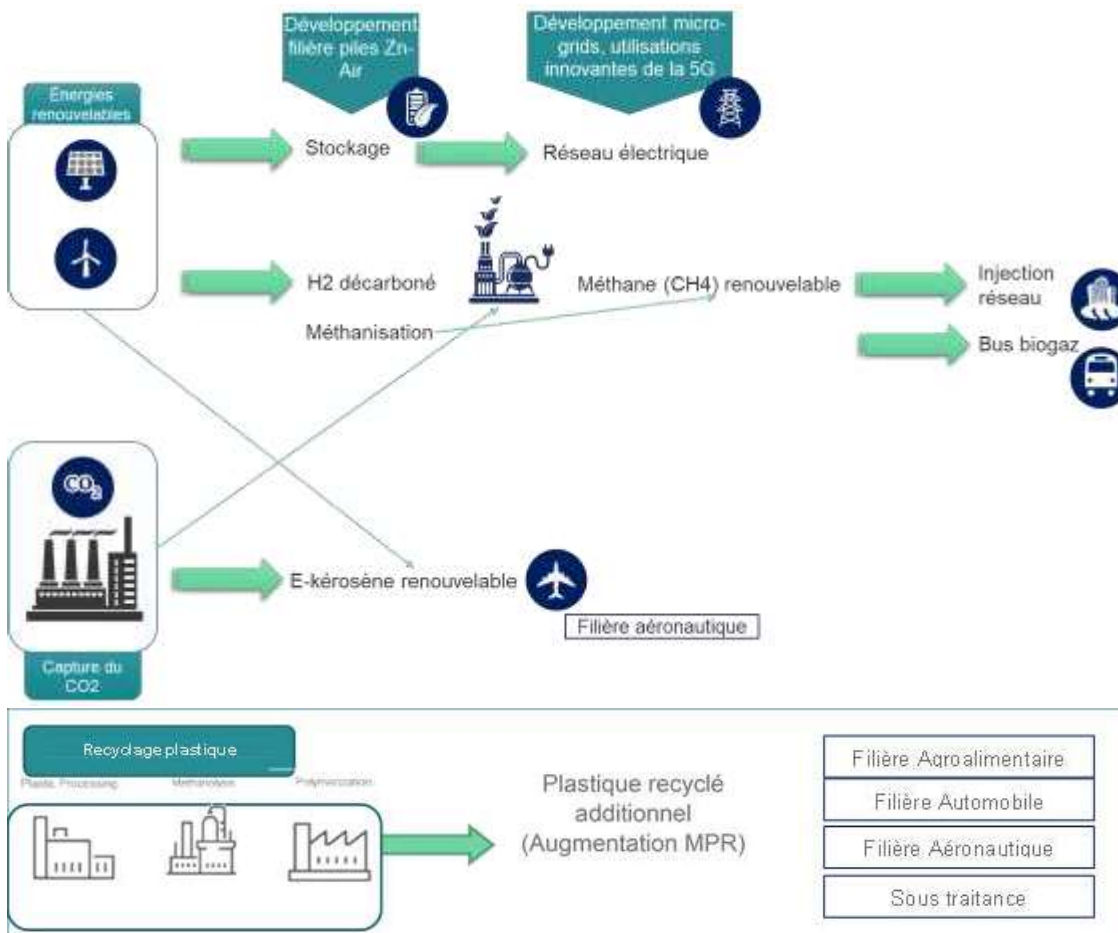 Développement
filière piles Zn-
Air
Développement micro-
grids, utilisations
innovantes de la 5G
Energies
renouvelables
Stockage
Réseau électrique
H2 décarboné
Méthane (CH4) renouvelable
Injection
réseau
Méthanisation
Bus biogaz
CO2
E-kérosène renouvelable
Filière aéronautique
Capture du
CO2
Recyclage plastique
Plastic Processing
Methanolysis
Polymerization
Plastique recyclé
additionnel
(Augmentation MPR)
Filière Agroalimentaire
Filière Automobile
Filière Aéronautique
Sous traitance